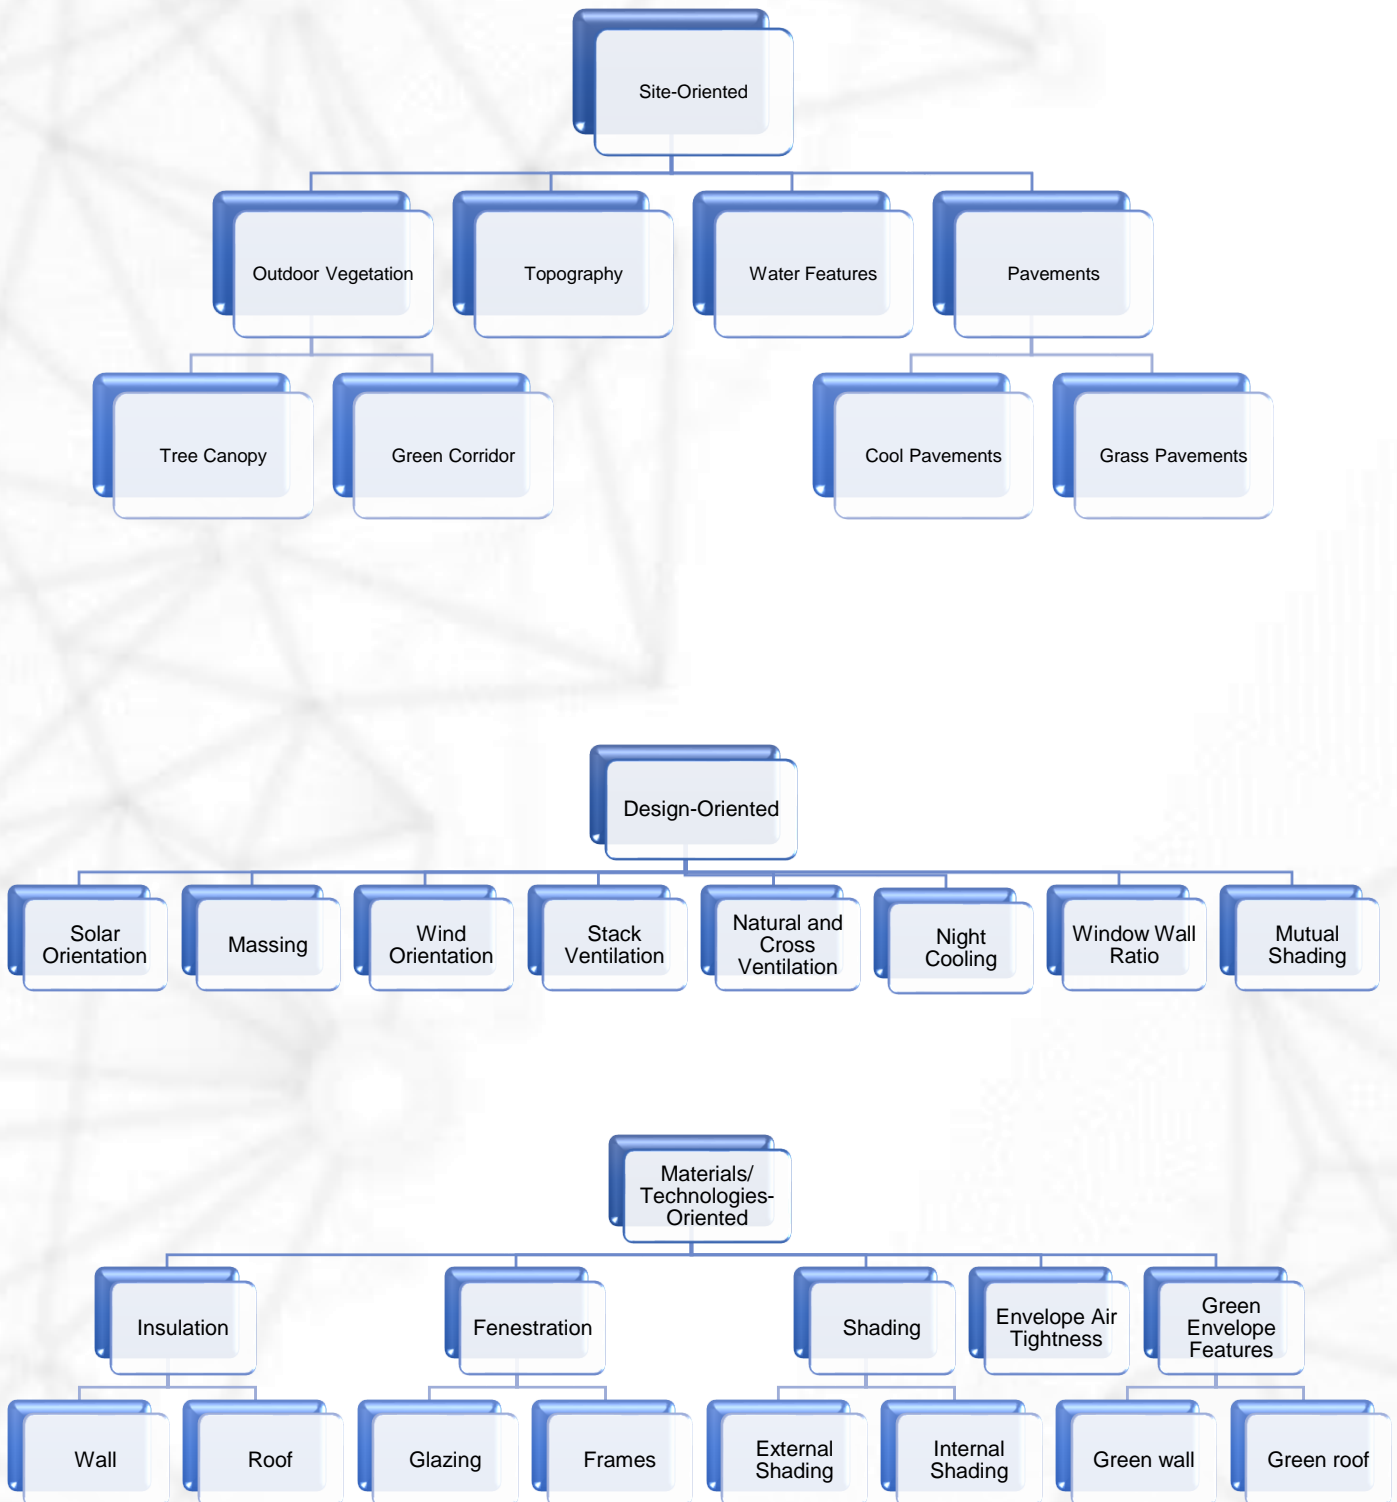 Site-Oriented
Outdoor Vegetation
Topography
Water Features
Pavements
Tree Canopy
Green Corridor
Cool Pavements
Grass Pavements
Design-Oriented
Solar
Orientation
Massing
Wind
Orientation
Stack
Ventilation
Natural and
Cross
Ventilation
Night
Cooling
Window Wall
Ratio
Mutual
Shading
Materials/
Technologies-
Oriented
Insulation
Fenestration
Shading
Envelope Air
Tightness
Green
Envelope
Features
Wall
Roof
Glazing
Frames
External
Shading
Internal
Shading
Green wall
Green roof